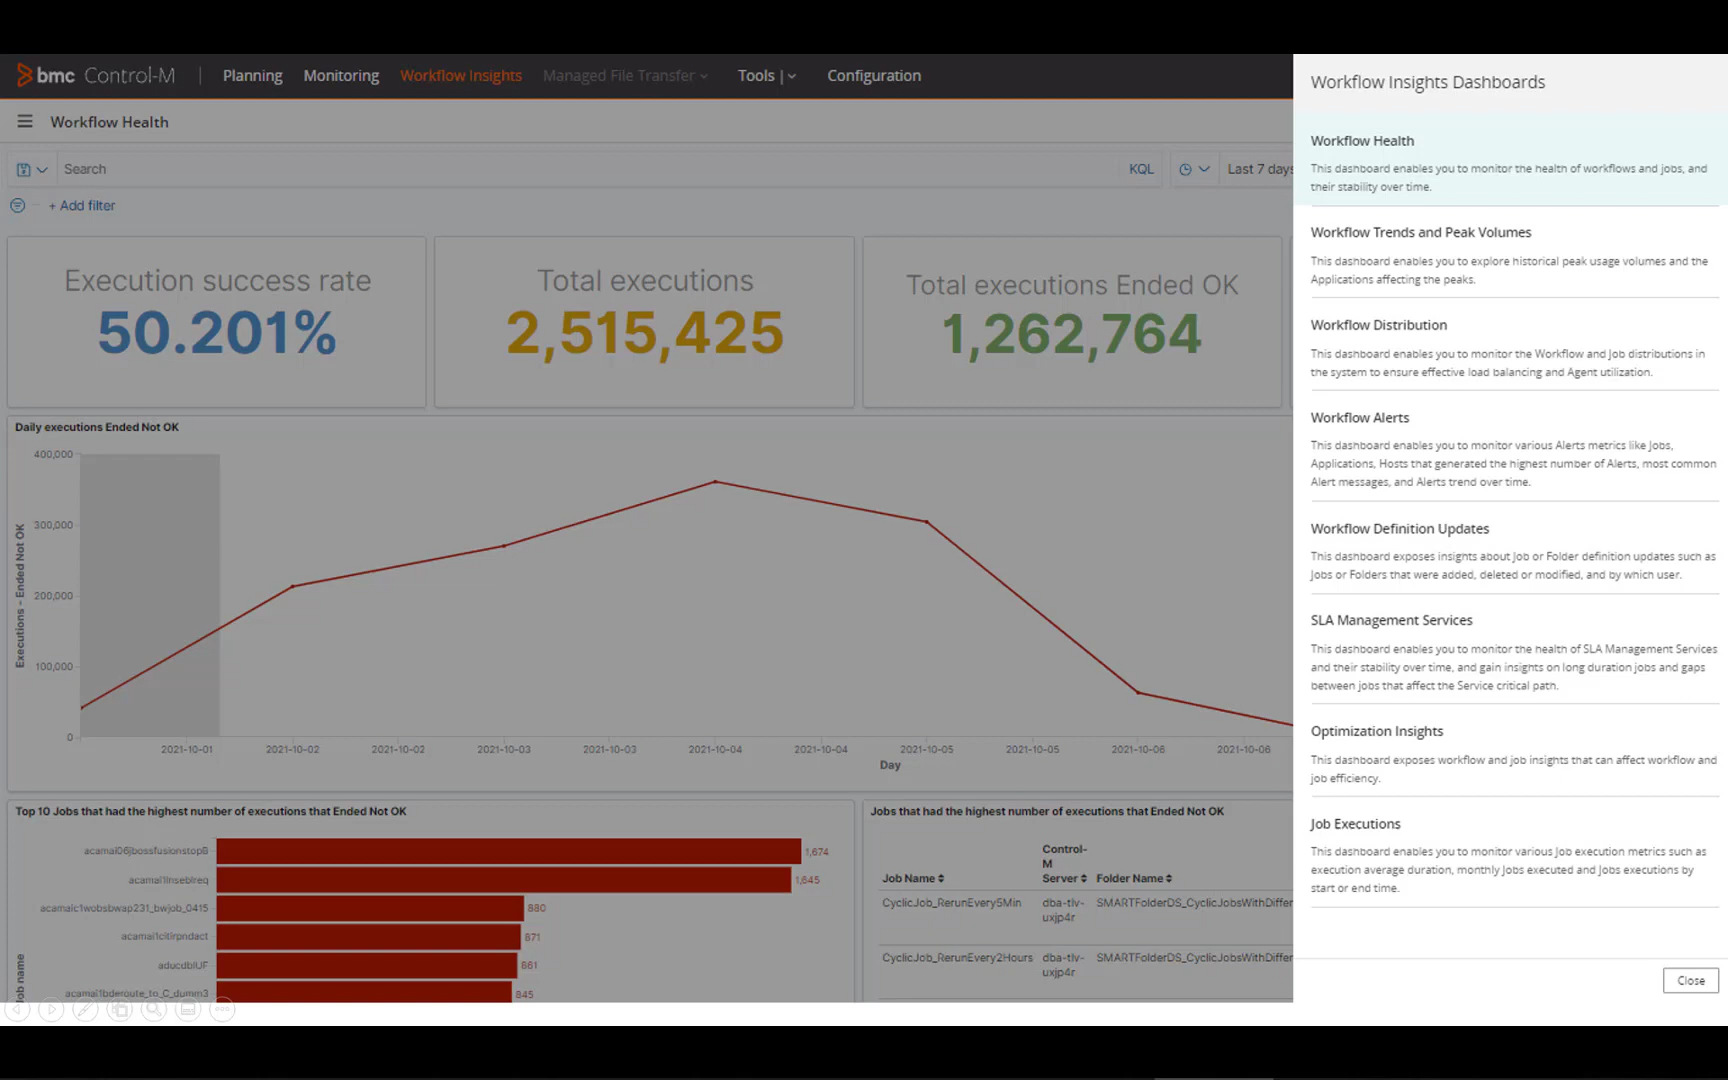 bmc Control-M | Planning Monitoring Workflow Insights Managed File Transfer Tools | Configuration
Workflow Health
Search KQL Last 7 days
+ Add filter
Execution success rate
50.201%
Total executions
2,515,425
Total executions Ended OK
1,262,764
Daily executions Ended Not OK
Executions - Ended Not OK
400,000
300,000
200,000
100,000
0
2021-10-01 2021-10-02 2021-10-02 2021-10-03 2021-10-03 2021-10-04 2021-10-04 2021-10-05 2021-10-05 2021-10-06 2021-10-06
Day
Top 10 Jobs that had the highest number of executions that Ended Not OK
Job name
acamai06jbossfusionstopB 1,674
acamai1inseblreq 1,645
acamaic1wobsbwap231_bwjob_0415 880
acamai1citirpndact 871
aducdbIUF 861
acamai1bderoute_to_C_dumm3 845
Jobs that had the highest number of executions that Ended Not OK
Job Name Control-M Server Folder Name
CyclicJob_RerunEvery5Min dba-tlv-uxjp4r SMARTFolderDS_CyclicJobsWithDiffer
CyclicJob_RerunEvery2Hours dba-tlv-uxjp4r SMARTFolderDS_CyclicJobsWithDiffer
Workflow Insights Dashboards
Workflow Health
This dashboard enables you to monitor the health of workflows and jobs, and
their stability over time.
Workflow Trends and Peak Volumes
This dashboard enables you to explore historical peak usage volumes and the
Applications affecting the peaks.
Workflow Distribution
This dashboard enables you to monitor the Workflow and Job distributions in
the system to ensure effective load balancing and Agent utilization.
Workflow Alerts
This dashboard enables you to monitor various Alerts metrics like Jobs,
Applications, Hosts that generated the highest number of Alerts, most common
Alert messages, and Alerts trend over time.
Workflow Definition Updates
This dashboard exposes insights about Job or Folder definition updates such as
Jobs or Folders that were added, deleted or modified, and by which user.
SLA Management Services
This dashboard enables you to monitor the health of SLA Management Services
and their stability over time, and gain insights on long duration jobs and gaps
between jobs that affect the Service critical path.
Optimization Insights
This dashboard exposes workflow and job insights that can affect workflow and
job efficiency.
Job Executions
This dashboard enables you to monitor various Job execution metrics such as
execution average duration, monthly Jobs executed and Jobs executions by
start or end time.
Close